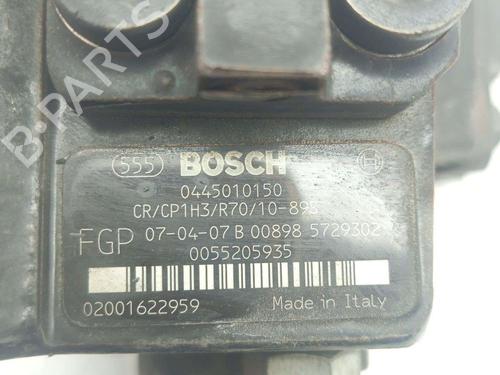 555 BOSCH
0445010150
CR/CP1H3/R70/10-89S
FGP 07-04-07 B 00898 5729302
0055205935
02001622959 Made in Italy
B-PARTS